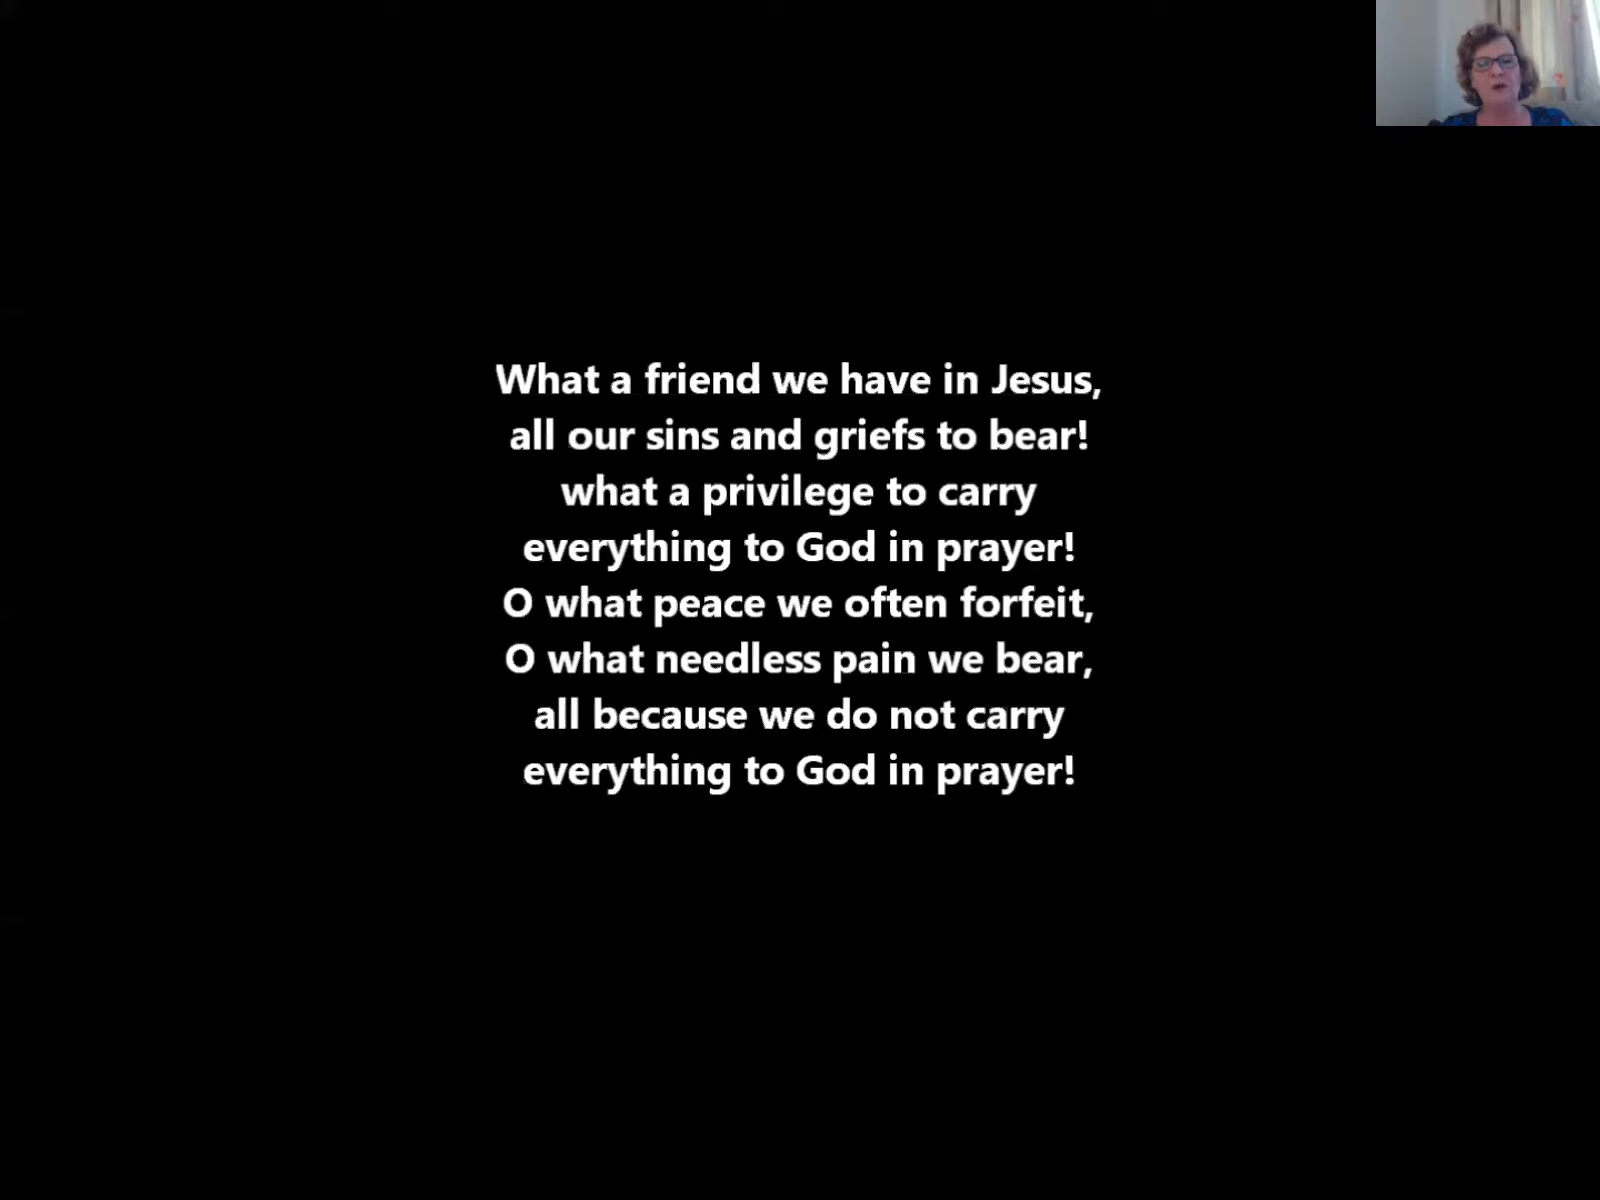 What a friend we have in Jesus,
all our sins and griefs to bear!
what a privilege to carry
everything to God in prayer!
O what peace we often forfeit,
O what needless pain we bear,
all because we do not carry
everything to God in prayer!